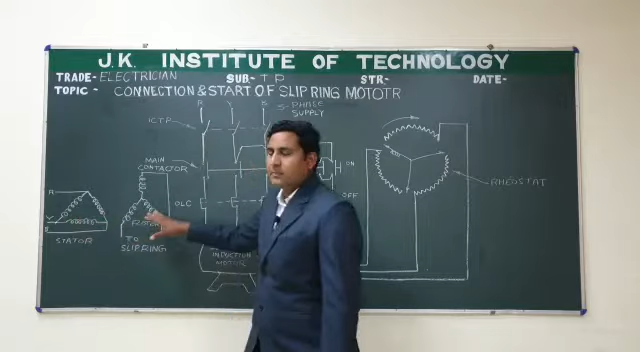 J.K. INSTITUTE OF TECHNOLOGY
TRADE- ELECTRICIAN SUB- T P STR- DATE-
TOPIC - CONNECTION & START OF SLIP RING MOTOTR
R Y B
3-PHASE
SUPPLY
ICTP
MAIN
CONTACTOR
ON
RHEOSTAT
OLC
OFF
R
Y
B
ROTOR
STATOR
TO
SLIPRING
INDUCTION
MOTOR